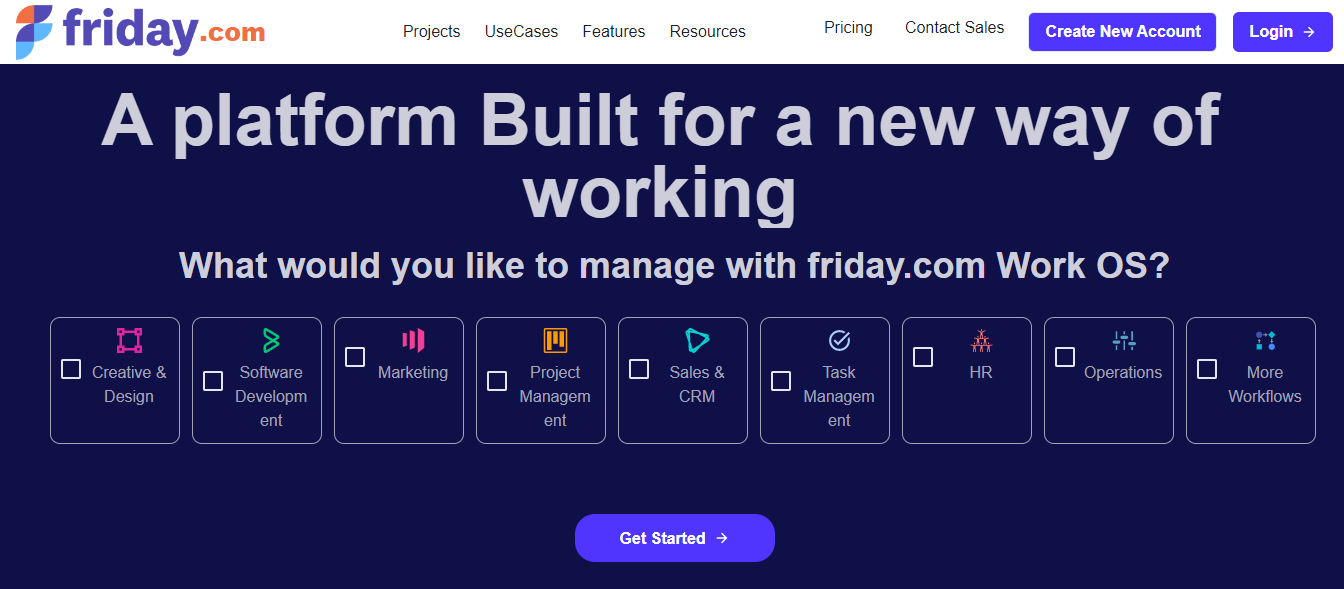 friday.com
Projects UseCases Features Resources Pricing Contact Sales Create New Account Login →
A platform Built for a new way of
working
What would you like to manage with friday.com Work OS?
Creative &
Design
Software
Developm
ent
Marketing
Project
Managem
ent
Sales &
CRM
Task
Managem
ent
HR
Operations
More
Workflows
Get Started →